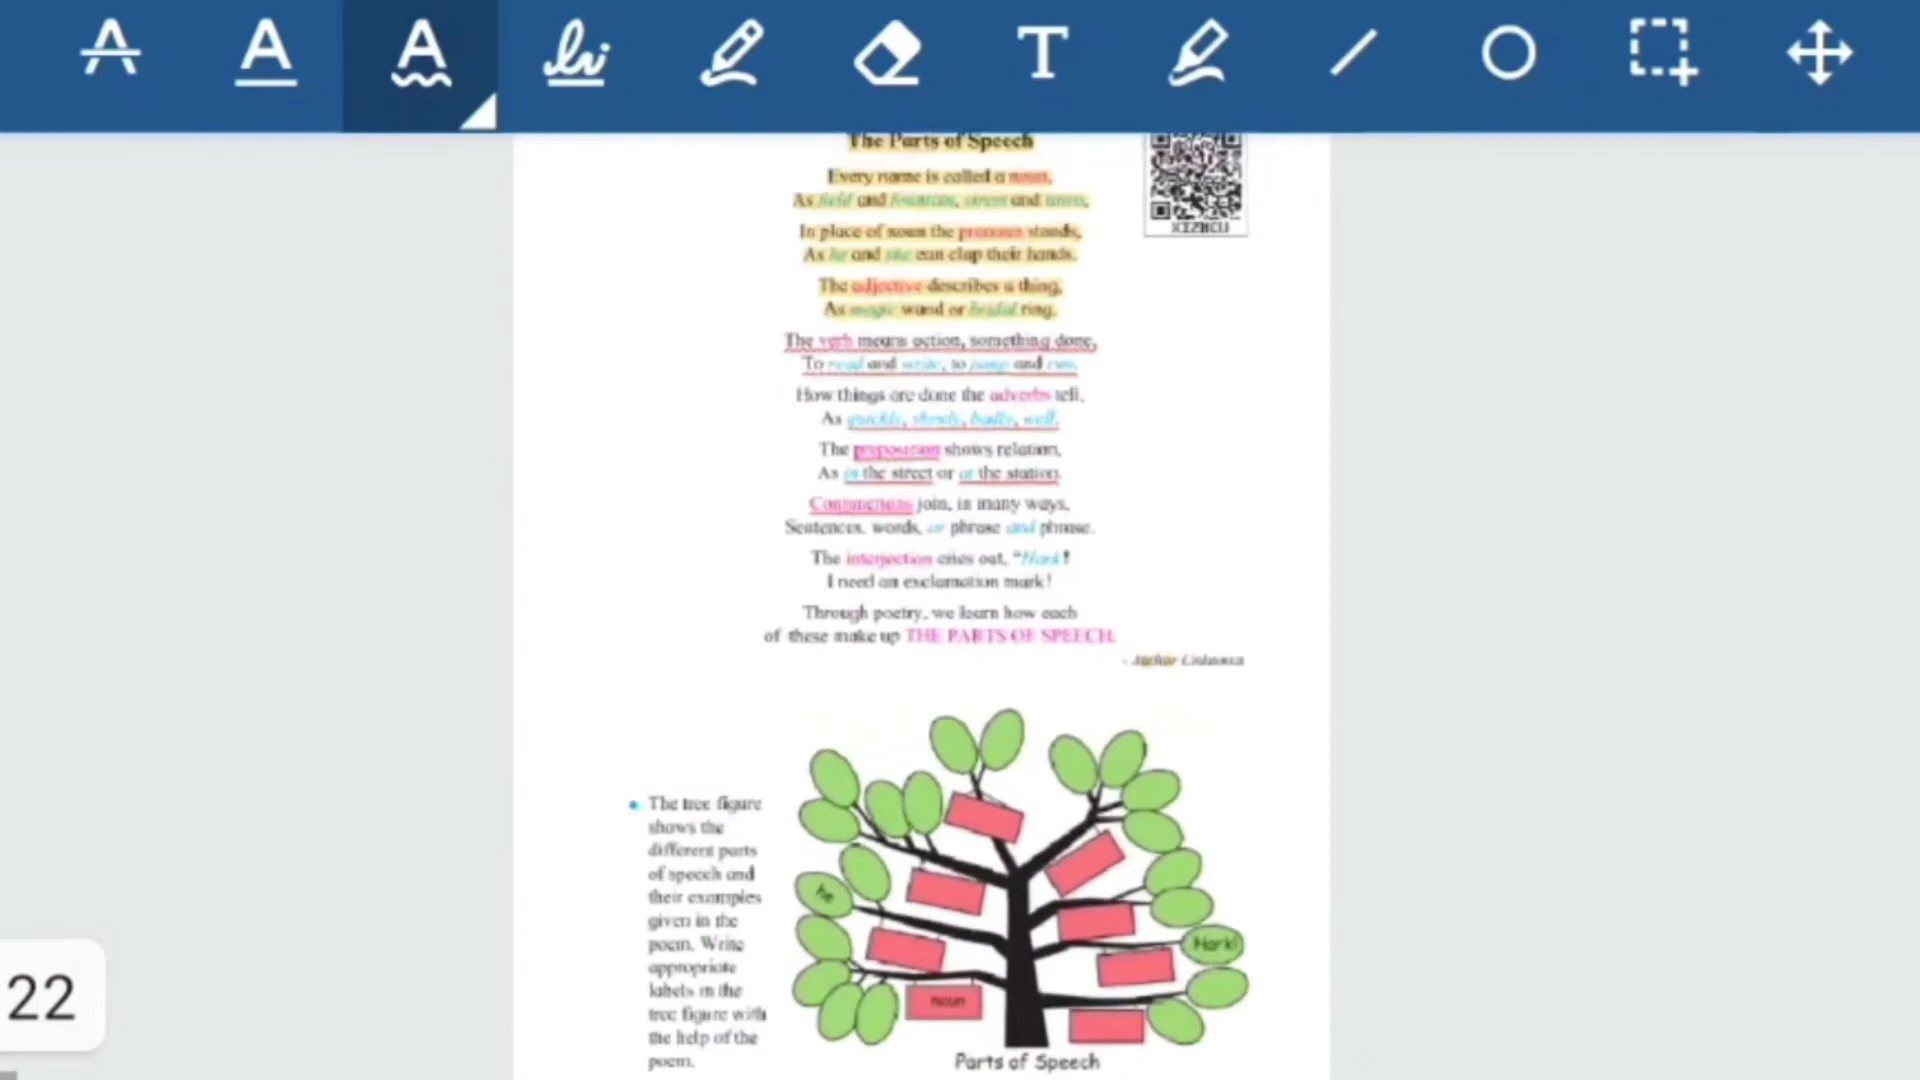 The Parts of Speech
Every name is called a noun,
As field and fountain, street and town,
In place of noun the pronoun stands,
As he and she can clap their hands.
The adjective describes a thing,
As magic wand or bridal ring.
The verb means action, something done,
To read and write, to jump and run.
How things are done the adverbs tell,
As quickly, slowly, badly, well.
The preposition shows relation,
As in the street or at the station.
Conjunctions join, in many ways,
Sentences, words, or phrase and phrase.
The interjection cries out, “Hark!
I need an exclamation mark!
Through poetry, we learn how each
of these make up THE PARTS OF SPEECH.
- Author Unknown
• The tree figure
shows the
different parts
of speech and
their examples
given in the
poem. Write
appropriate
labels in the
tree figure with
the help of the
poem.
he
Hark!
noun
Parts of Speech
22